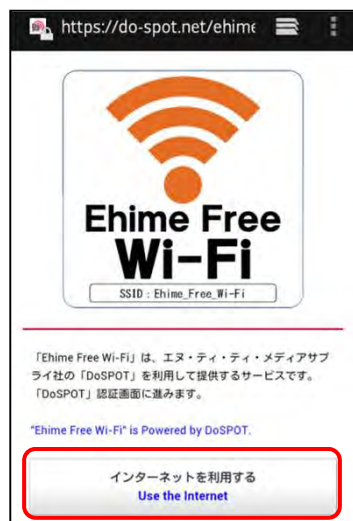 https://do-spot.net/ehime
Ehime Free
Wi-Fi
SSID：Ehime_Free_Wi-Fi
「Ehime Free Wi-Fi」は、エヌ・ティ・ティ・メディアサプ
ライ社の「DoSPOT」を利用して提供するサービスです。
「DoSPOT」認証画面に進みます。
"Ehime Free Wi-Fi" is Powered by DoSPOT.
インターネットを利用する
Use the Internet